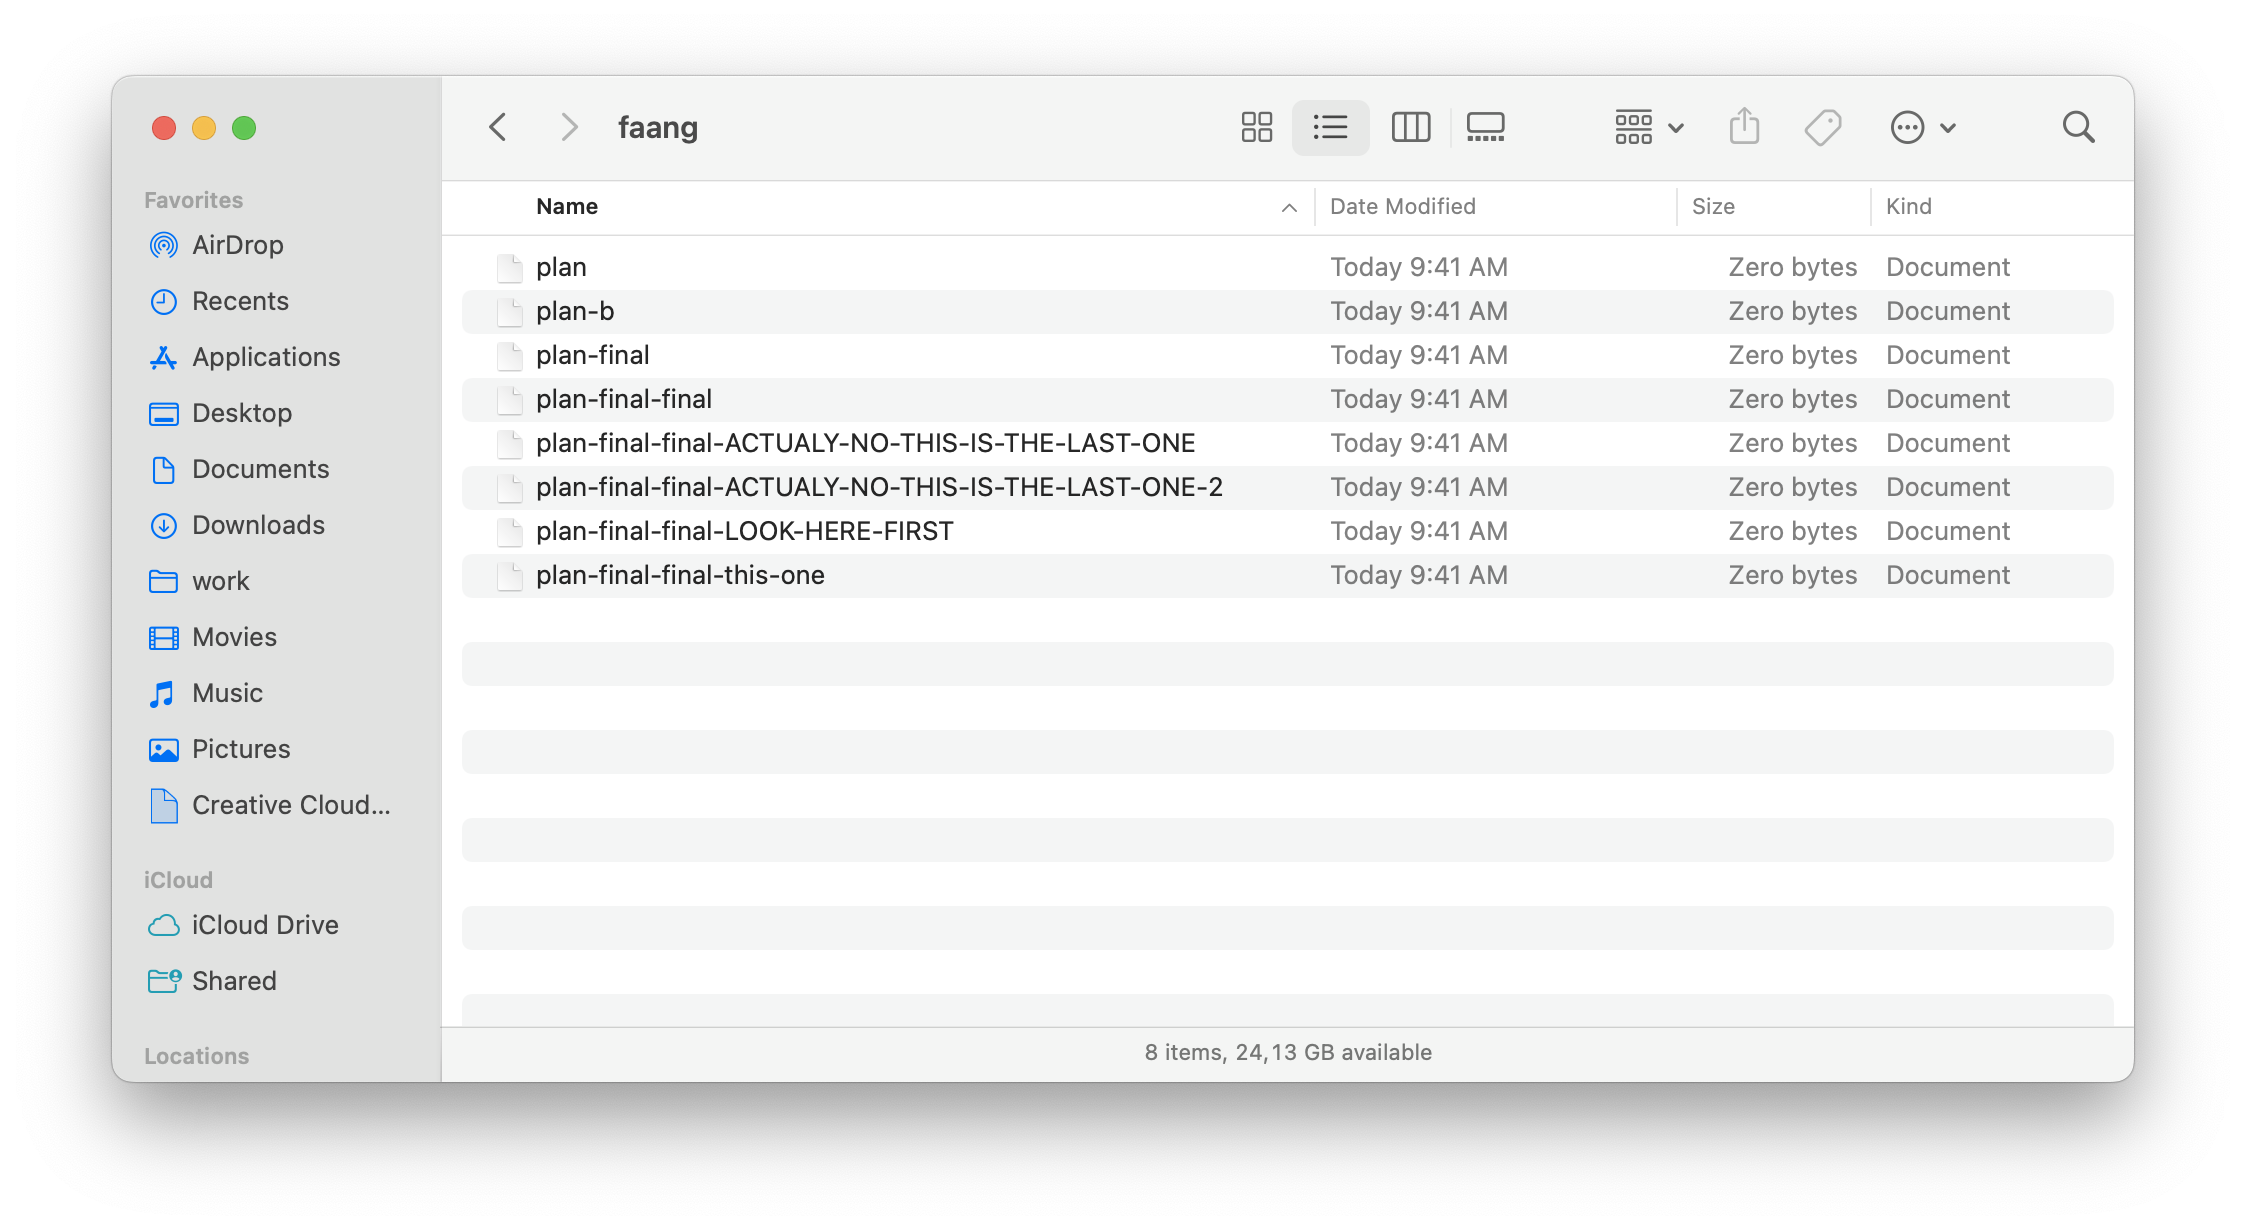 faang
Favorites
AirDrop
Recents
Applications
Desktop
Documents
Downloads
work
Movies
Music
Pictures
Creative Cloud...
iCloud
iCloud Drive
Shared
Locations
Name Date Modified Size Kind
plan Today 9:41 AM Zero bytes Document
plan-b Today 9:41 AM Zero bytes Document
plan-final Today 9:41 AM Zero bytes Document
plan-final-final Today 9:41 AM Zero bytes Document
plan-final-final-ACTUALY-NO-THIS-IS-THE-LAST-ONE Today 9:41 AM Zero bytes Document
plan-final-final-ACTUALY-NO-THIS-IS-THE-LAST-ONE-2 Today 9:41 AM Zero bytes Document
plan-final-final-LOOK-HERE-FIRST Today 9:41 AM Zero bytes Document
plan-final-final-this-one Today 9:41 AM Zero bytes Document
8 items, 24,13 GB available